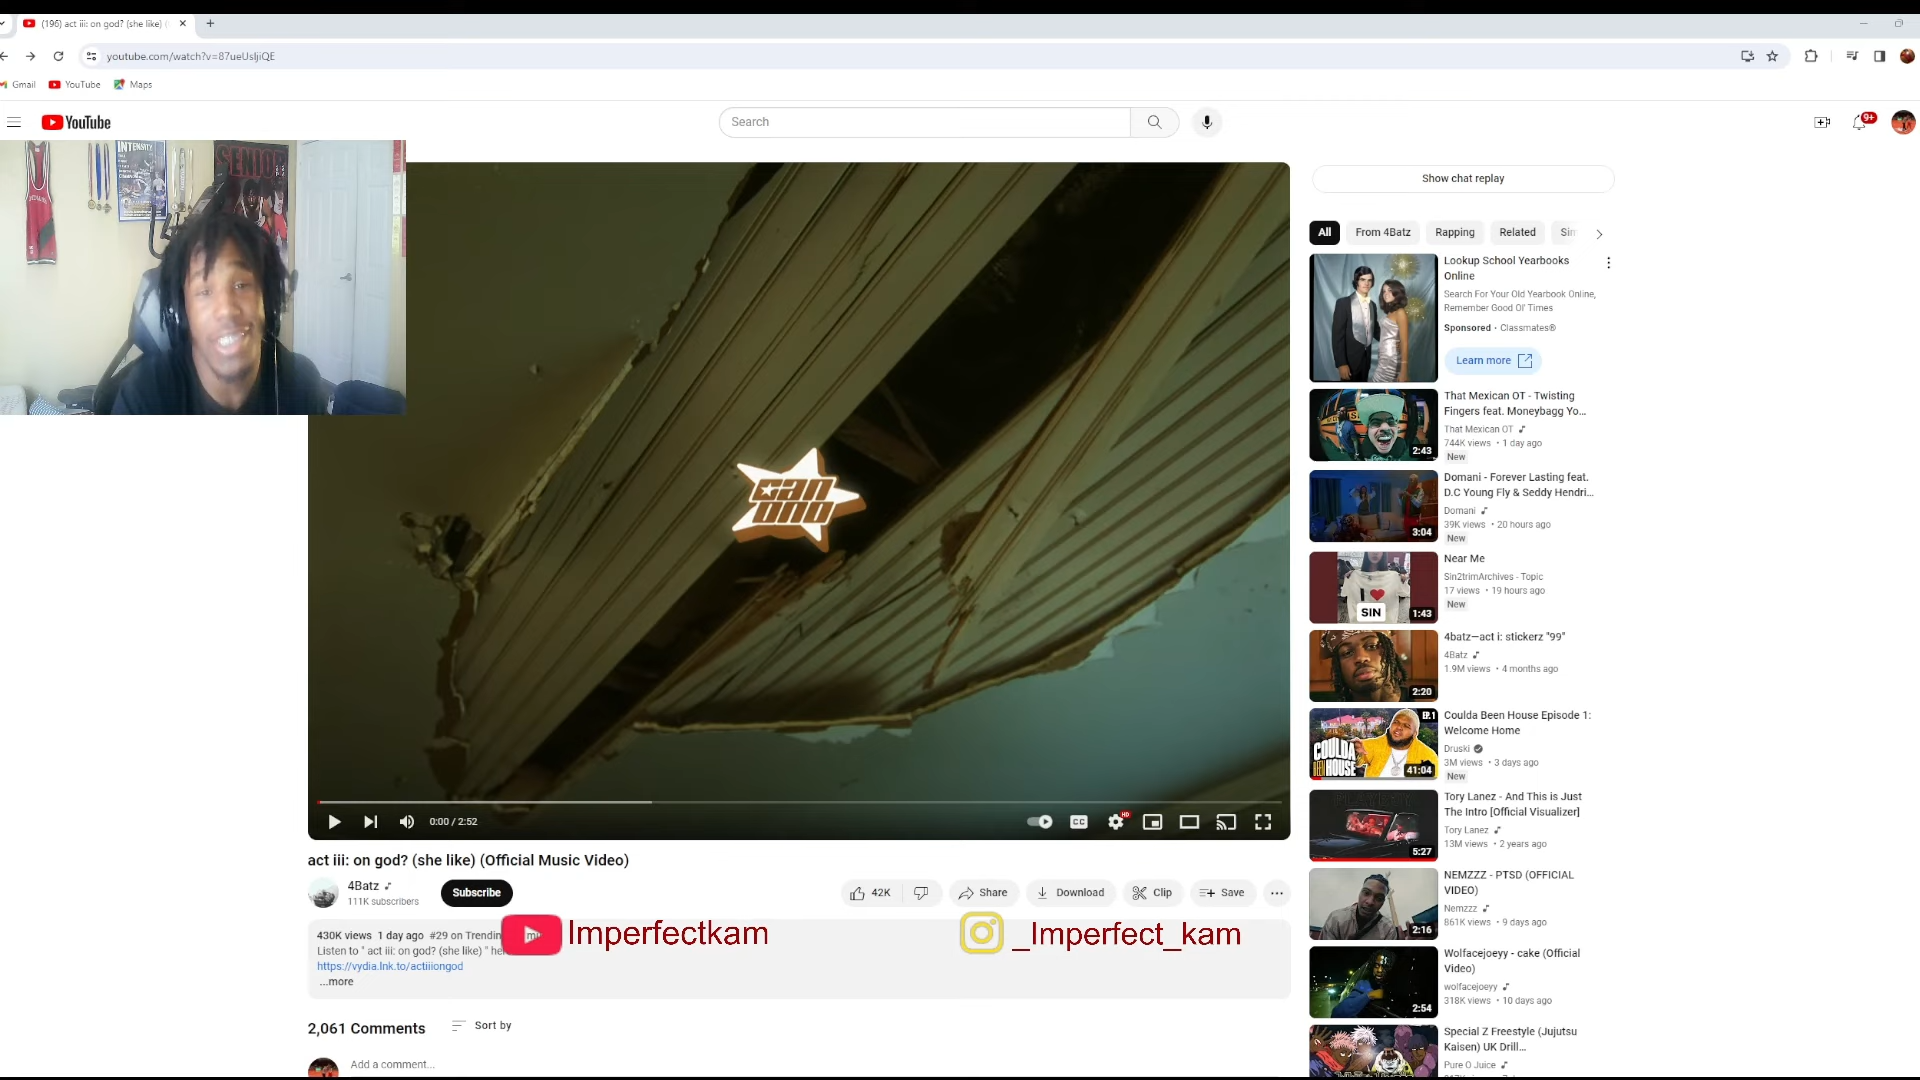 (196) act iii: on god? (she like) (
youtube.com/watch?v=87ueUsljiQE
Gmail
YouTube
Maps
YouTube
Search
9+
INTENSITY
SENIOR
Show chat replay
All
From 4Batz
Rapping
Related
Lookup School Yearbooks
Online
Search For Your Old Yearbook Online,
Remember Good Ol' Times
Sponsored • Classmates®
Learn more
That Mexican OT - Twisting
Fingers feat. Moneybagg Yo...
That Mexican OT
744K views • 1 day ago
New
2:43
Domani - Forever Lasting feat.
D.C Young Fly & Seddy Hendri...
Domani
39K views • 20 hours ago
New
3:04
Near Me
Sin2trimArchives - Topic
17 views • 19 hours ago
New
I
SIN
1:43
4batz—act i: stickerz "99"
4Batz
1.9M views • 4 months ago
2:20
Coulda Been House Episode 1:
Welcome Home
Druski
3M views • 3 days ago
New
EP.1
COULDA
BEEN HOUSE
41:04
Tory Lanez - And This is Just
The Intro [Official Visualizer]
Tory Lanez
13M views • 2 years ago
5:27
NEMZZZ - PTSD (OFFICIAL
VIDEO)
Nemzzz
861K views • 9 days ago
2:16
Wolfacejoeyy - cake (Official
Video)
wolfacejoeyy
318K views • 10 days ago
2:54
Special Z Freestyle (Jujutsu
Kaisen) UK Drill...
Pure O Juice
0:00 / 2:52
CC
HD
act iii: on god? (she like) (Official Music Video)
4Batz
111K subscribers
Subscribe
42K
Share
Download
Clip
Save
430K views 1 day ago #29 on Trendin
Listen to " act iii: on god? (she like) " he
https://vydia.lnk.to/actiiiongod
...more
Imperfectkam
_Imperfect_kam
2,061 Comments
Sort by
Add a comment...